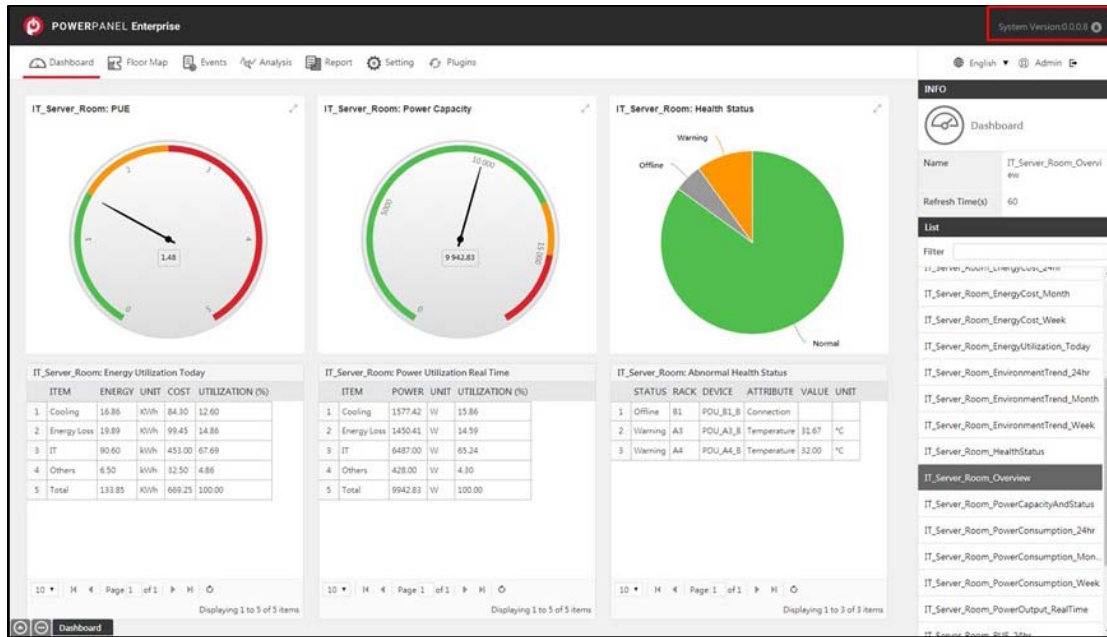 POWERPANEL Enterprise
System Version:0.0.0.8
Dashboard Floor Map Events Analysis Report Setting Plugins
English ▼ Admin
IT_Server_Room: PUE
0 1 2 3 4 5
1.48
IT_Server_Room: Power Capacity
0 5000 10 000 15 000
9 942.83
IT_Server_Room: Health Status
Warning
Offline
Normal
IT_Server_Room: Energy Utilization Today
ITEM ENERGY UNIT COST UTILIZATION (%)
1 Cooling 16.86 KWh 84.30 12.60
2 Energy Loss 19.89 kWh 99.45 14.86
3 IT 90.60 kWh 453.00 67.69
4 Others 6.50 kWh 32.50 4.86
5 Total 133.85 KWh 669.25 100.00
10 ▼ Page 1 of 1
Displaying 1 to 5 of 5 items
IT_Server_Room: Power Utilization Real Time
ITEM POWER UNIT UTILIZATION (%)
1 Cooling 1577.42 W 15.86
2 Energy Loss 1450.41 W 14.59
3 IT 6487.00 W 65.24
4 Others 428.00 W 4.30
5 Total 9942.83 W 100.00
10 ▼ Page 1 of 1
Displaying 1 to 5 of 5 items
IT_Server_Room: Abnormal Health Status
STATUS RACK DEVICE ATTRIBUTE VALUE UNIT
1 Offline B1 PDU_B1_B Connection
2 Warning A3 PDU_A3_B Temperature 31.67 °C
3 Warning A4 PDU_A4_B Temperature 32.00 °C
10 ▼ Page 1 of 1
Displaying 1 to 3 of 3 items
INFO
Dashboard
Name IT_Server_Room_Overvi
ew
Refresh Time(s) 60
List
Filter
IT_Server_Room_EnergyCost_24hr
IT_Server_Room_EnergyCost_Month
IT_Server_Room_EnergyCost_Week
IT_Server_Room_EnergyUtilization_Today
IT_Server_Room_EnvironmentTrend_24hr
IT_Server_Room_EnvironmentTrend_Month
IT_Server_Room_EnvironmentTrend_Week
IT_Server_Room_HealthStatus
IT_Server_Room_Overview
IT_Server_Room_PowerCapacityAndStatus
IT_Server_Room_PowerConsumption_24hr
IT_Server_Room_PowerConsumption_Mon...
IT_Server_Room_PowerConsumption_Week
IT_Server_Room_PowerOutput_RealTime
IT_Server_Room_PUE_24hr
Dashboard